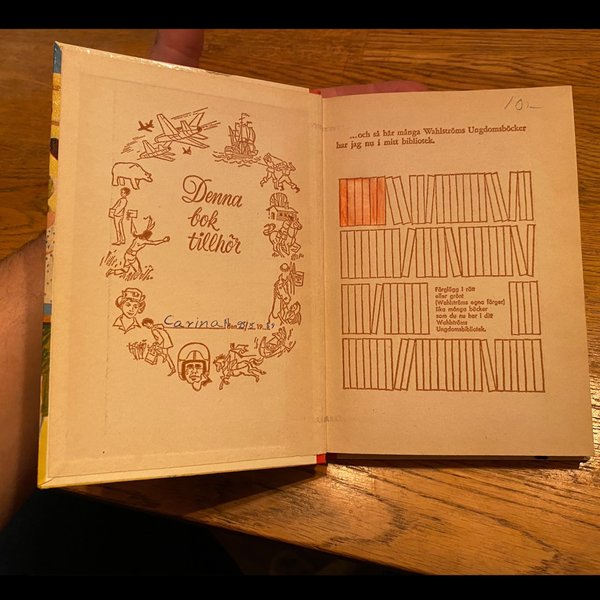 Denna
bok
tillhör
Carina
10:-
...och så här många Wahlströms Ungdomsböcker
har jag nu i mitt bibliotek.
Färglägg i rött
eller grönt
(Wahlströms egna färger)
lika många böcker
som du nu har i ditt
Wahlströms
Ungdomsbibliotek.